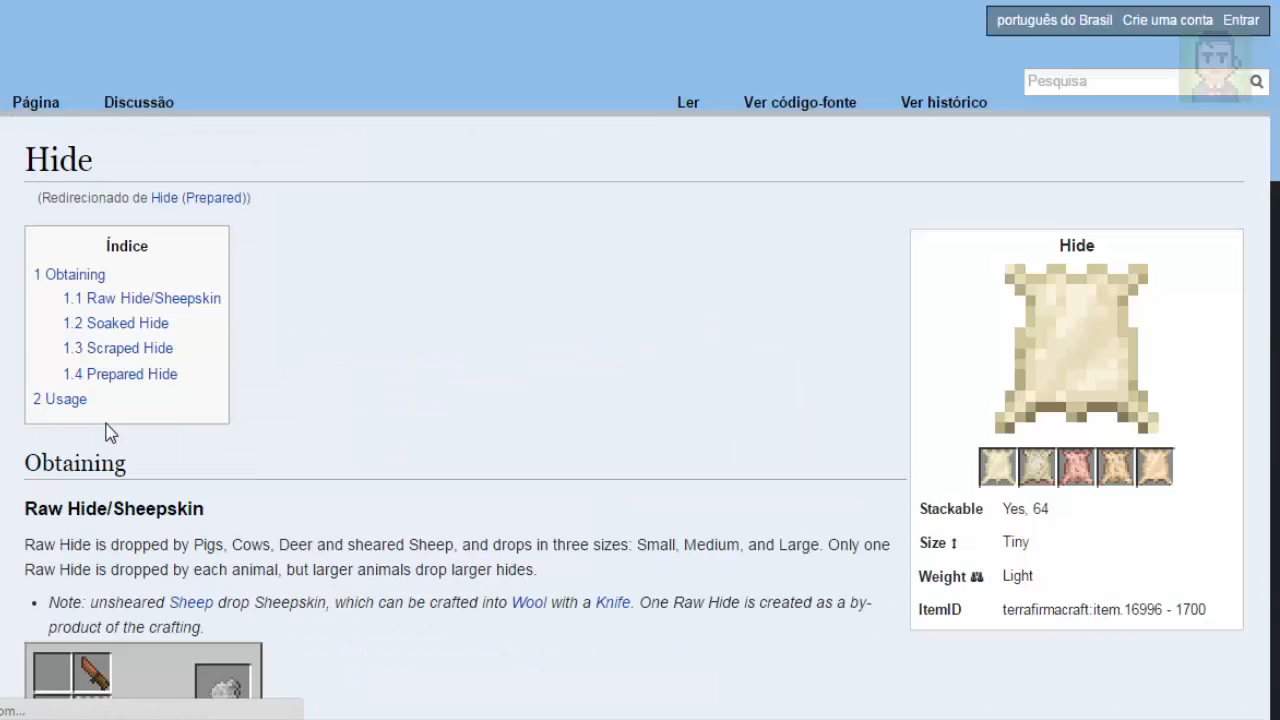 português do Brasil Crie uma conta Entrar
Pesquisa
Página Discussão Ler Ver código-fonte Ver histórico
Hide
(Redirecionado de Hide (Prepared))
Índice
1 Obtaining
1.1 Raw Hide/Sheepskin
1.2 Soaked Hide
1.3 Scraped Hide
1.4 Prepared Hide
2 Usage
Hide
Stackable Yes, 64
Size Tiny
Weight Light
ItemID terrafirmacraft:item.16996 - 1700
Obtaining
Raw Hide/Sheepskin
Raw Hide is dropped by Pigs, Cows, Deer and sheared Sheep, and drops in three sizes: Small, Medium, and Large. Only one
Raw Hide is dropped by each animal, but larger animals drop larger hides.
• Note: unsheared Sheep drop Sheepskin, which can be crafted into Wool with a Knife. One Raw Hide is created as a by-
product of the crafting.
om...